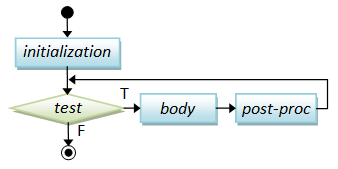 initialization
test
T
body
post-proc
F